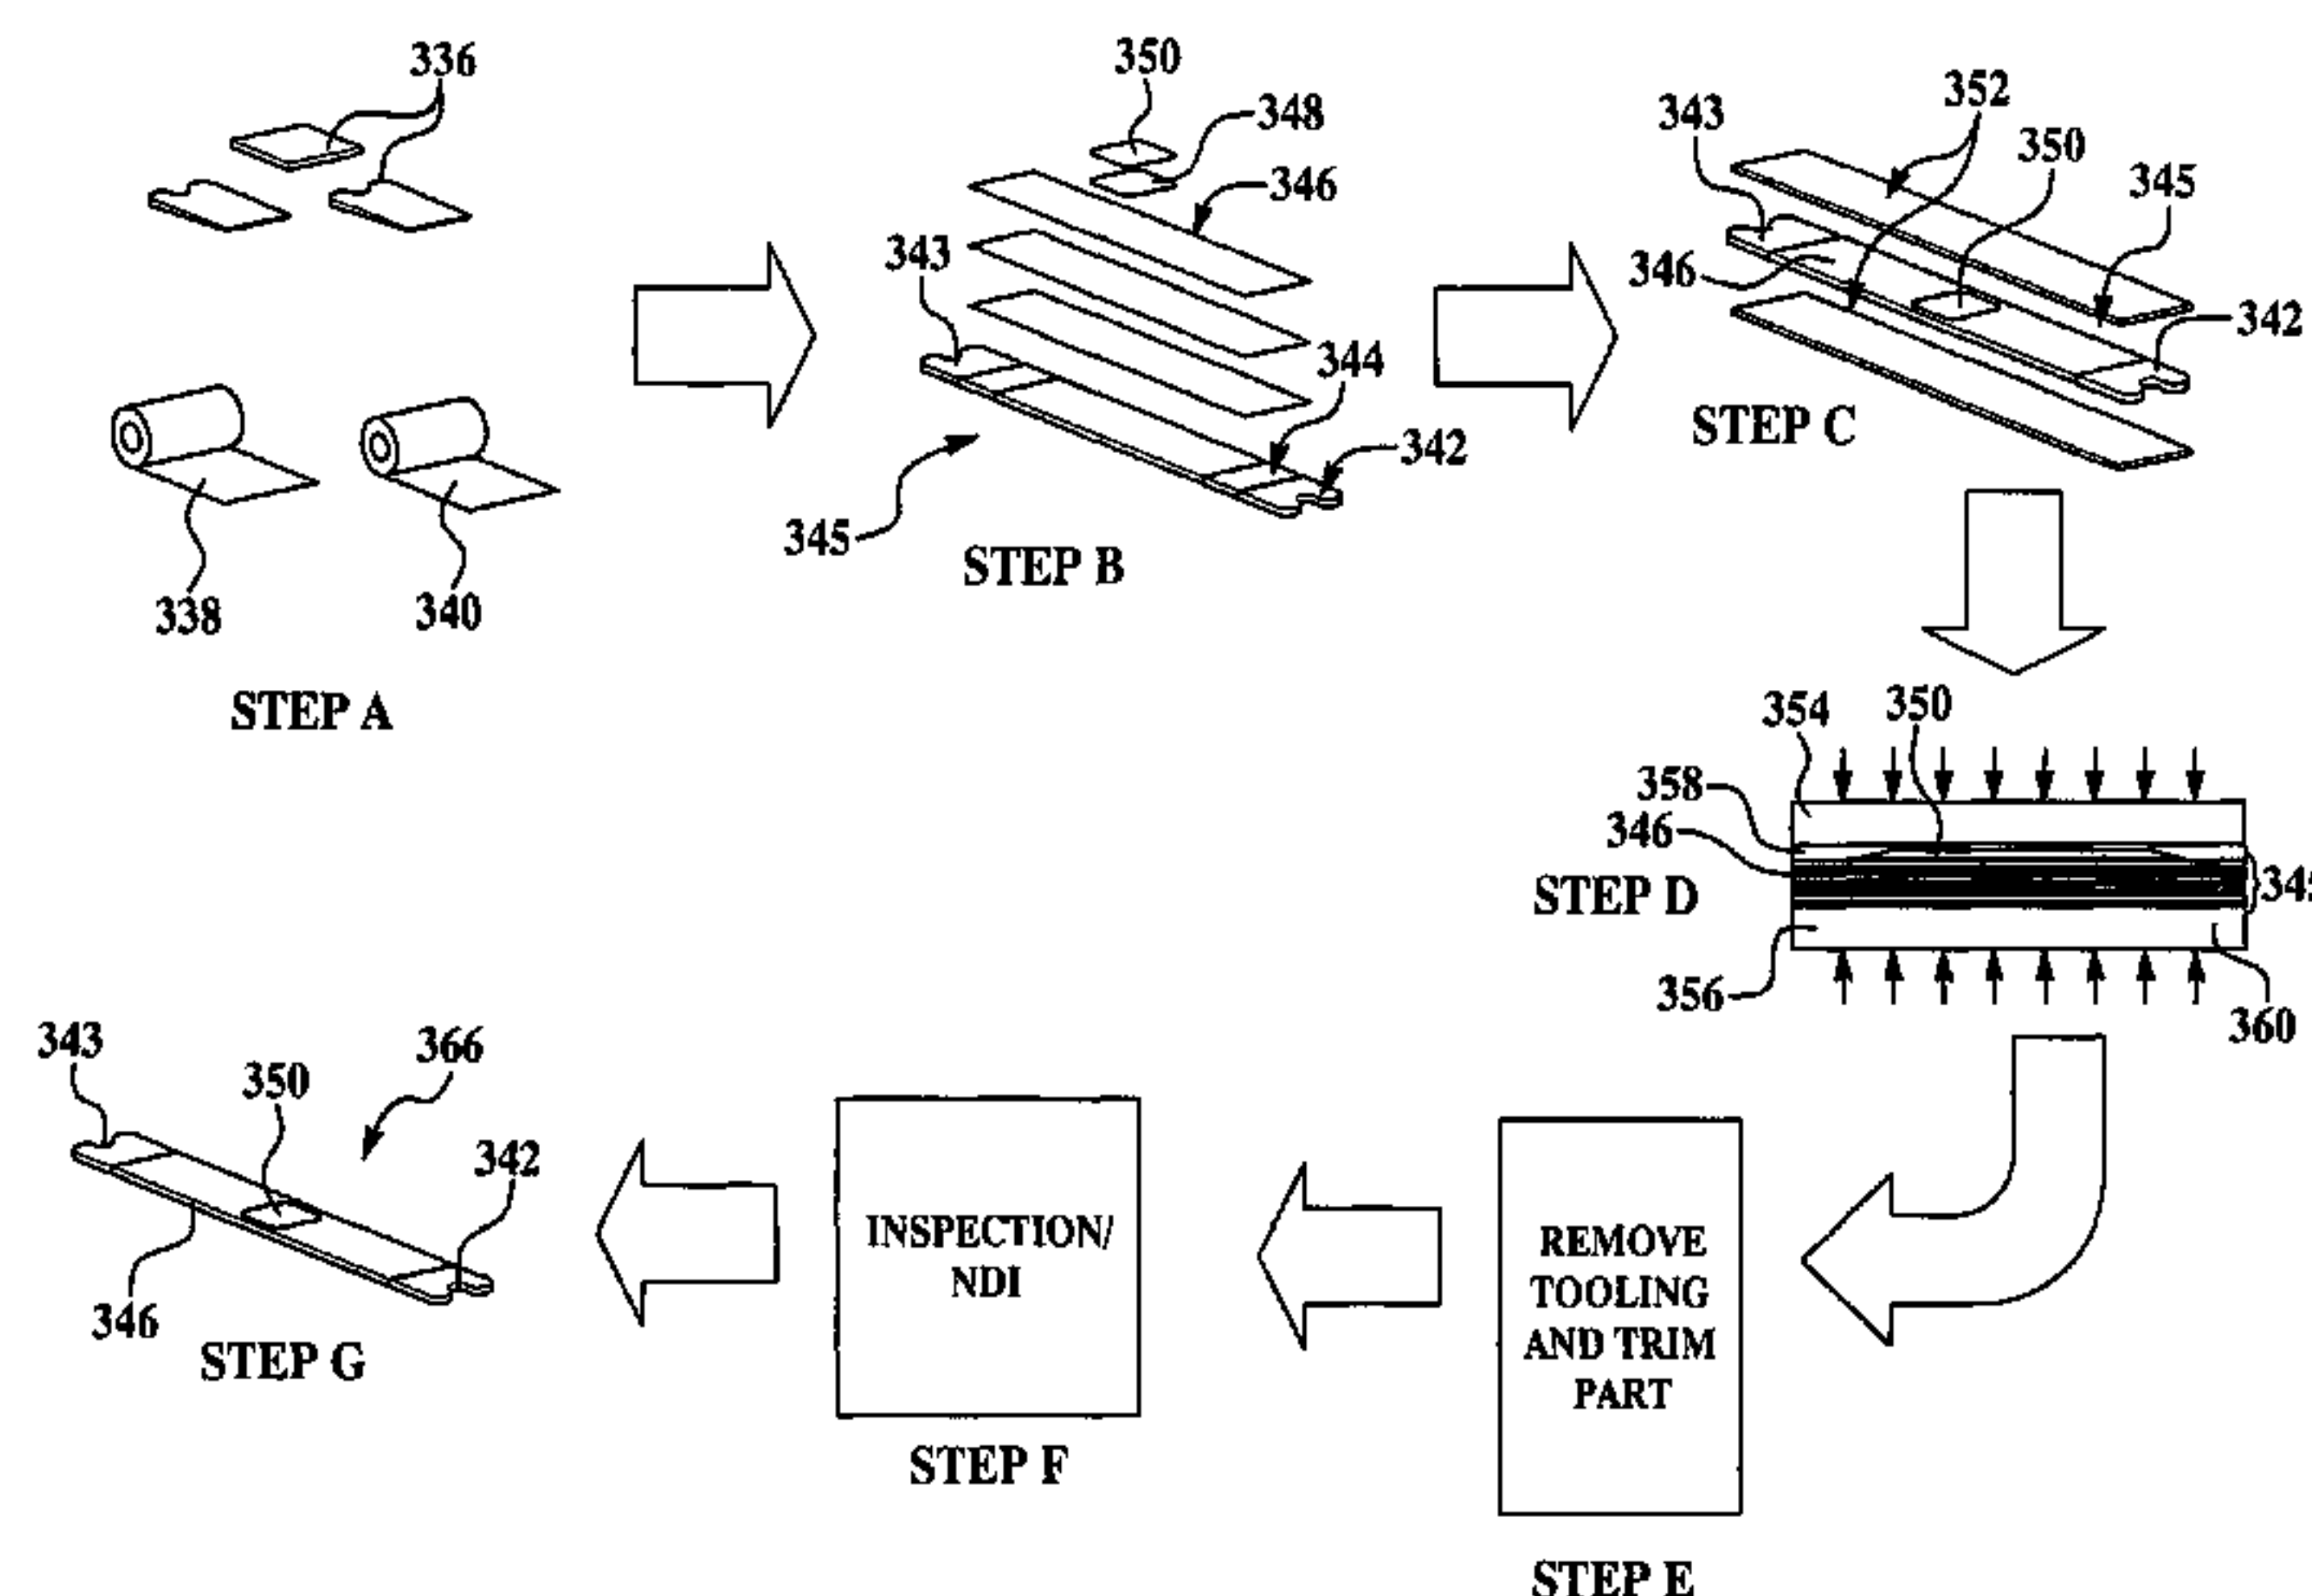 336
338
340
STEP A
350
348
346
343
344
342
345
STEP B
352
343
350
345
346
342
STEP C
354
350
358
346
STEP D
356
360
REMOVE
TOOLING
AND TRIM
PART
STEP E
INSPECTION/
NDI
STEP F
343
366
350
342
346
STEP G